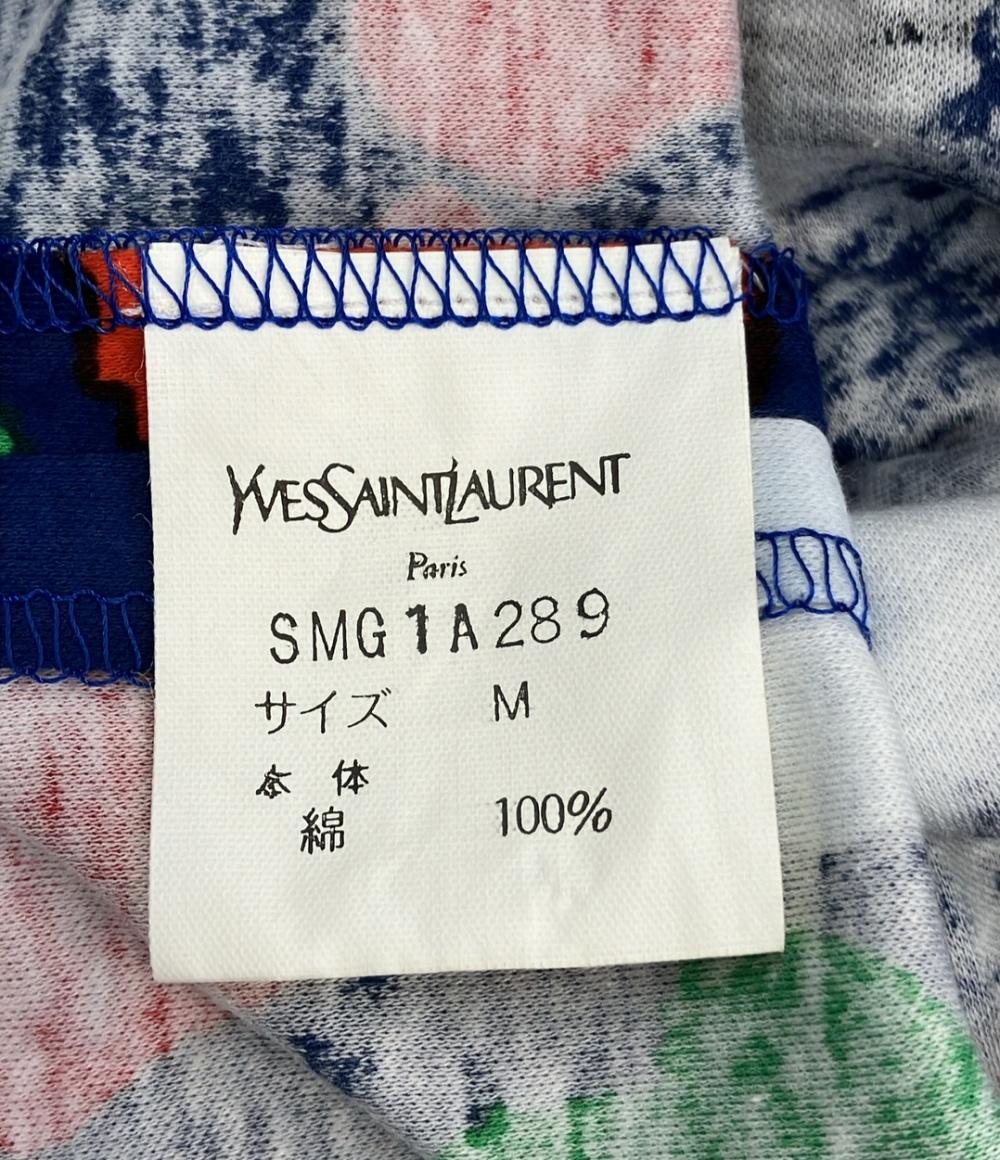 YVESSAINTLAURENT
Paris
SMG1A289
サイズ M
本体
綿 100%